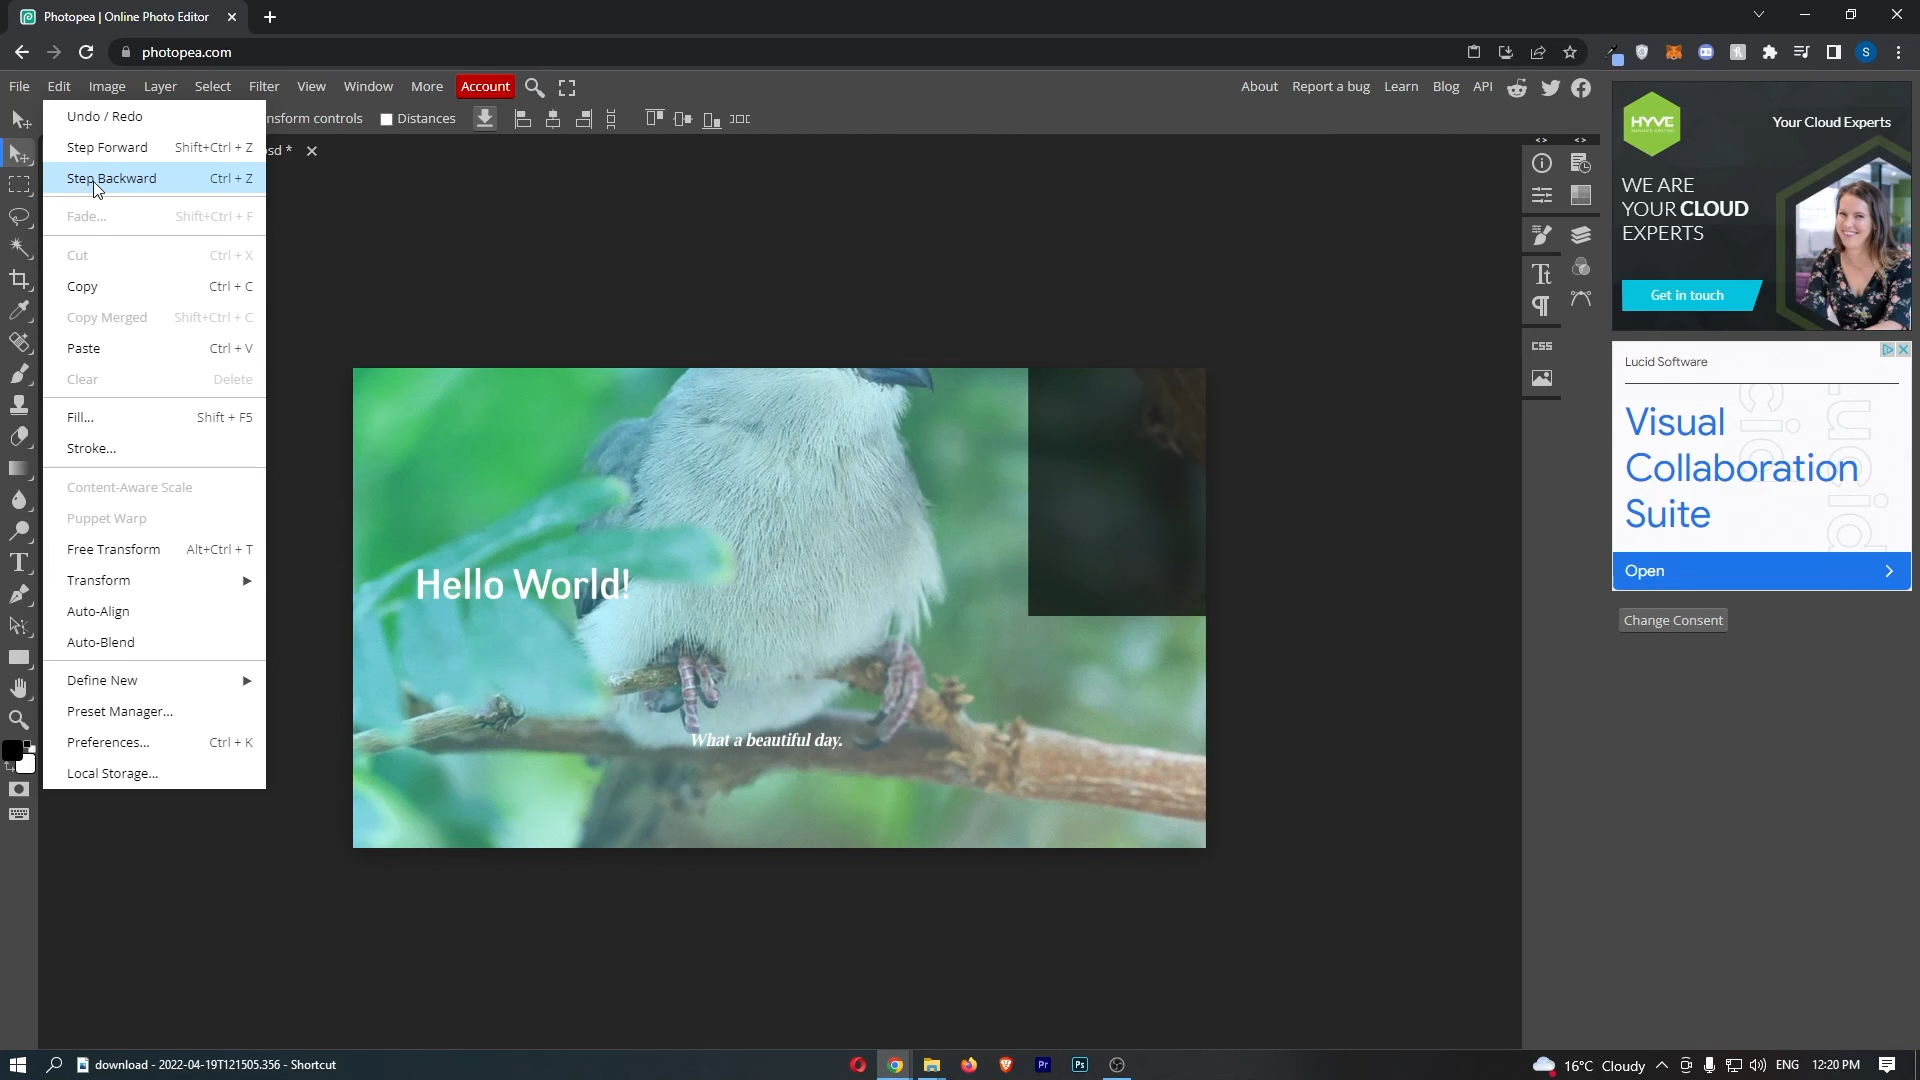 Photopea | Online Photo Editor
photopea.com
S
File Edit Image Layer Select Filter View Window More Account
About Report a bug Learn Blog API
nsform controls Distances
sd *
Undo / Redo
Step Forward Shift+Ctrl + Z
Step Backward Ctrl + Z
Fade... Shift+Ctrl + F
Cut Ctrl + X
Copy Ctrl + C
Copy Merged Shift+Ctrl + C
Paste Ctrl + V
Clear Delete
Fill... Shift + F5
Stroke...
Content-Aware Scale
Puppet Warp
Free Transform Alt+Ctrl + T
Transform
Auto-Align
Auto-Blend
Define New
Preset Manager...
Preferences... Ctrl + K
Local Storage...
Hello World!
What a beautiful day.
CSS
HYVE
Your Cloud Experts
WE ARE
YOUR CLOUD
EXPERTS
Get in touch
Lucid Software
Visual
Collaboration
Suite
Open
Change Consent
download - 2022-04-19T121505.356 - Shortcut
Pr
Ps
16°C Cloudy
ENG
12:20 PM